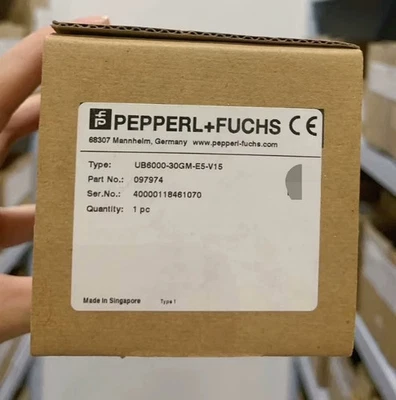 PEPPERL+FUCHS CE
68307 Mannheim, Germany www.pepperl-fuchs.com
Type: UB6000-30GM-E5-V15
Part No.: 097974
Ser.No.: 40000118461070
Quantity: 1 pc
Made in Singapore Type 1